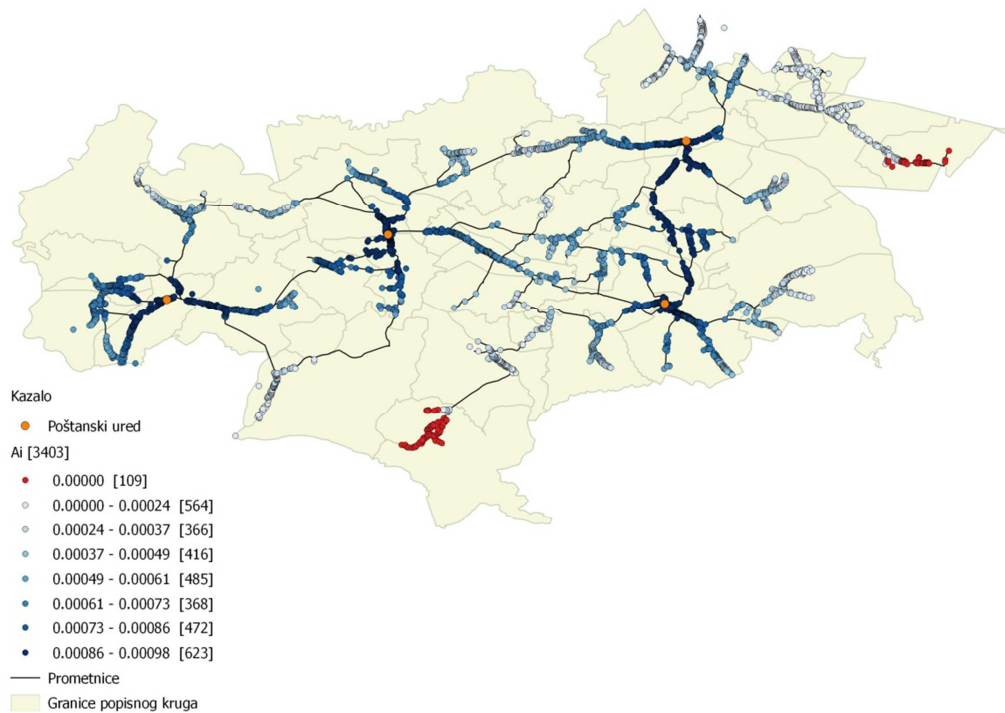 Kazalo
Poštanski ured
Ai [3403]
0.00000 [109]
0.00000 - 0.00024 [564]
0.00024 - 0.00037 [366]
0.00037 - 0.00049 [416]
0.00049 - 0.00061 [485]
0.00061 - 0.00073 [368]
0.00073 - 0.00086 [472]
0.00086 - 0.00098 [623]
Prometnice
Granice popisnog kruga